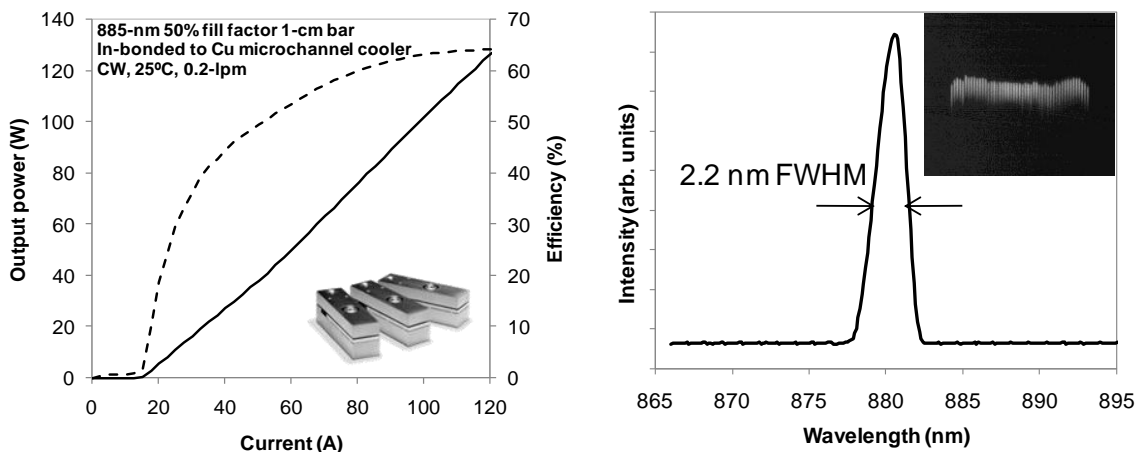 885-nm 50% fill factor 1-cm bar
In-bonded to Cu microchannel cooler
CW, 25ºC, 0.2-lpm
Output power (W)
140
120
100
80
60
40
20
0
0 20 40 60 80 100 120
Current (A)
70
60
50
40
30
20
10
0
Efficiency (%)
Intensity (arb. units)
2.2 nm FWHM
865 870 875 880 885 890 895
Wavelength (nm)